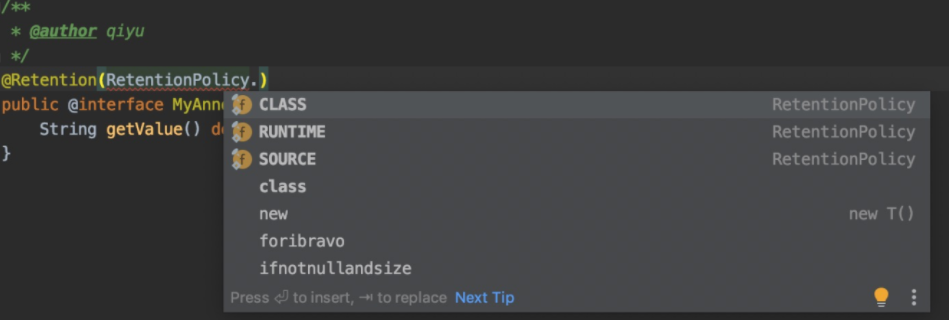 /**
* @author qiyu
*/
@Retention(RetentionPolicy.)
public @interface MyAnn
CLASS RetentionPolicy
String getValue() d
RUNTIME RetentionPolicy
}
SOURCE RetentionPolicy
class
new new T()
foribravo
ifnotnullandsize
Press ⏎ to insert, ⇥ to replace Next Tip